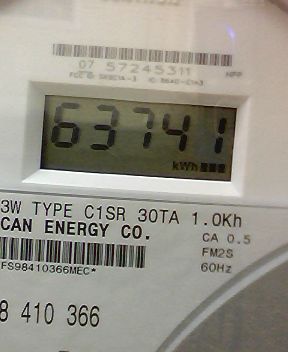 07 57245311
63741
kWh
3W TYPE C1SR 30TA 1.0Kh
CAN ENERGY CO.
CA 0.5
FM2S
60Hz
FS98410366MEC*
8 410 366